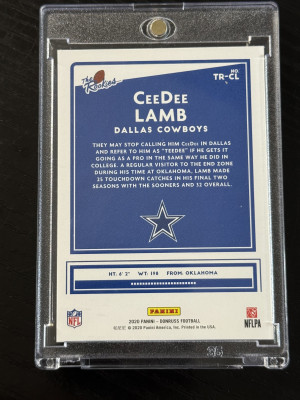 The Rookies
NO.
TR-CL
CEEDEE
LAMB
DALLAS COWBOYS
THEY MAY STOP CALLING HIM CEEDEE IN DALLAS
AND REFER TO HIM AS "TEEDEE" IF HE GETS IT
GOING AS A PRO IN THE SAME WAY HE DID IN
COLLEGE. A REGULAR VISITOR TO THE END ZONE
DURING HIS TIME AT OKLAHOMA, LAMB MADE
25 TOUCHDOWN CATCHES IN HIS FINAL TWO
SEASONS WITH THE SOONERS AND 32 OVERALL.
HT: 6' 2" WT: 198 FROM: OKLAHOMA
PANINI
NFL
2020 PANINI - DONRUSS FOOTBALL
© 2020 Panini America, Inc. Printed in the USA.
NFLPA